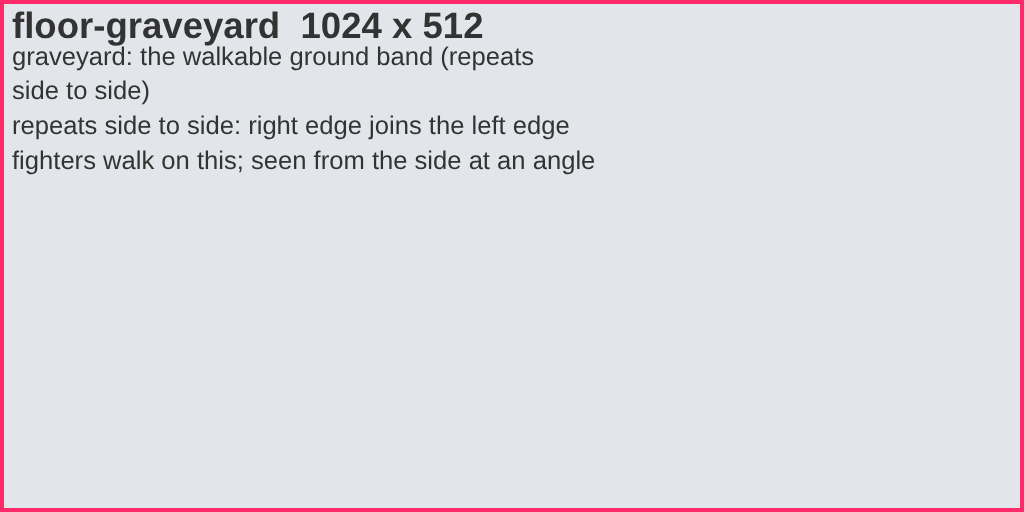 floor-graveyard  1024 x 512
graveyard: the walkable ground band (repeats
side to side)
repeats side to side: right edge joins the left edge
fighters walk on this; seen from the side at an angle